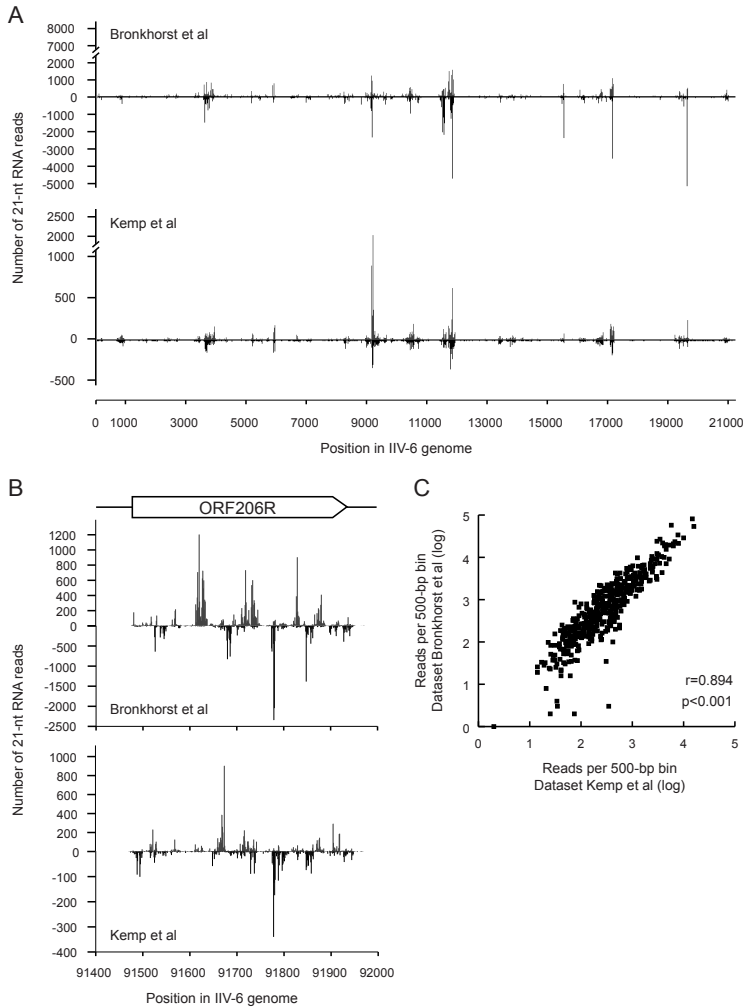 A
Bronkhorst et al
8000
7000
2000
1000
0
-1000
-2000
-3000
-4000
-5000
Number of 21-nt RNA reads
Kemp et al
2500
2000
1000
500
0
-500
0 1000 3000 5000 7000 9000 11000 13000 15000 17000 19000 21000
Position in IIV-6 genome
B
ORF206R
1200
1000
800
600
400
200
0
-500
-1000
-1500
-2000
-2500
Bronkhorst et al
Number of 21-nt RNA reads
1000
800
600
400
200
0
-100
-200
-300
-400
Kemp et al
91400 91500 91600 91700 91800 91900 92000
Position in IIV-6 genome
C
5
4
3
2
1
0
Reads per 500-bp bin
Dataset Bronkhorst et al (log)
r=0.894
p<0.001
0 1 2 3 4 5
Reads per 500-bp bin
Dataset Kemp et al (log)